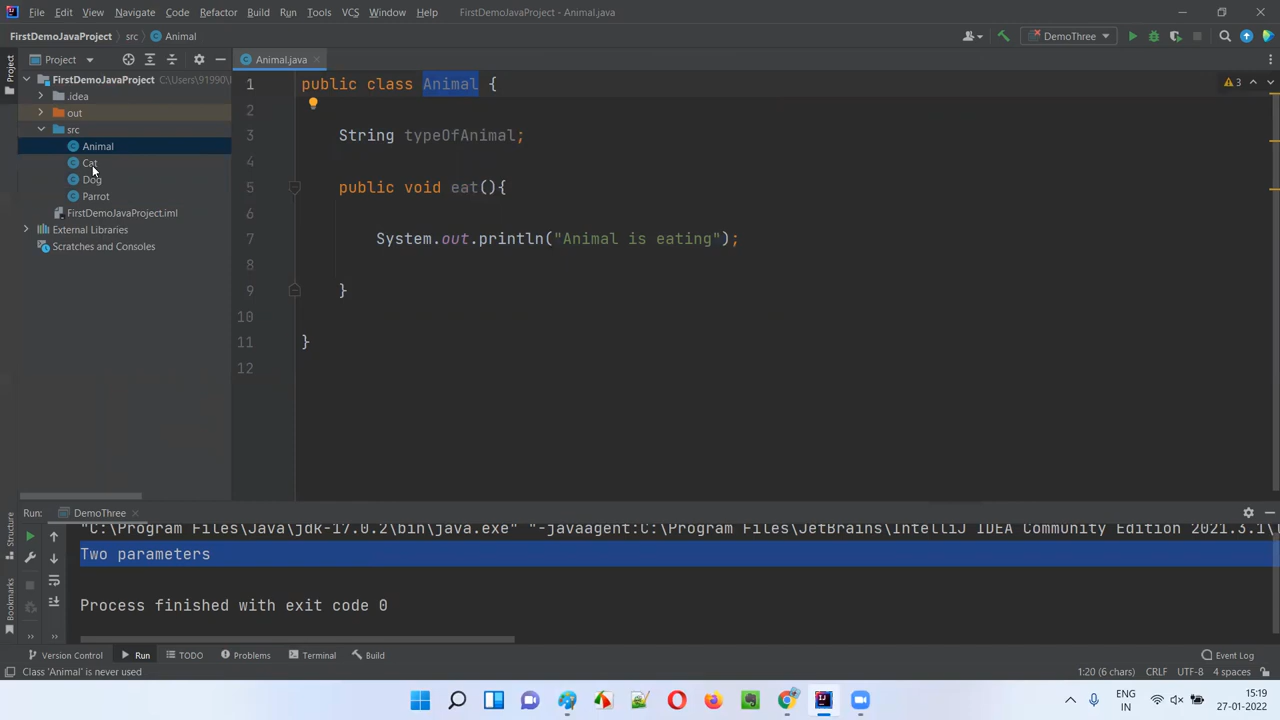 File Edit View Navigate Code Refactor Build Run Tools VCS Window Help FirstDemoJavaProject - Animal.java
FirstDemoJavaProject src Animal DemoThree
Project Animal.java
Project
FirstDemoJavaProject C:\Users\91990\
.idea
out
src
Animal
Cat
Dog
Parrot
FirstDemoJavaProject.iml
External Libraries
Scratches and Consoles
1 public class Animal { 3
2
3 String typeOfAnimal;
4
5 public void eat(){
6
7 System.out.println("Animal is eating");
8
9 }
10
11 }
12
Run: DemoThree
"C:\Program Files\Java\jdk-17.0.2\bin\java.exe" "-javaagent:C:\Program Files\JetBrains\IntelliJ IDEA Community Edition 2021.3.1\
Two parameters
Process finished with exit code 0
Structure
Bookmarks
Version Control Run TODO Problems Terminal Build Event Log
Class 'Animal' is never used 1:20 (6 chars) CRLF UTF-8 4 spaces
ENG
IN
15:19
27-01-2022